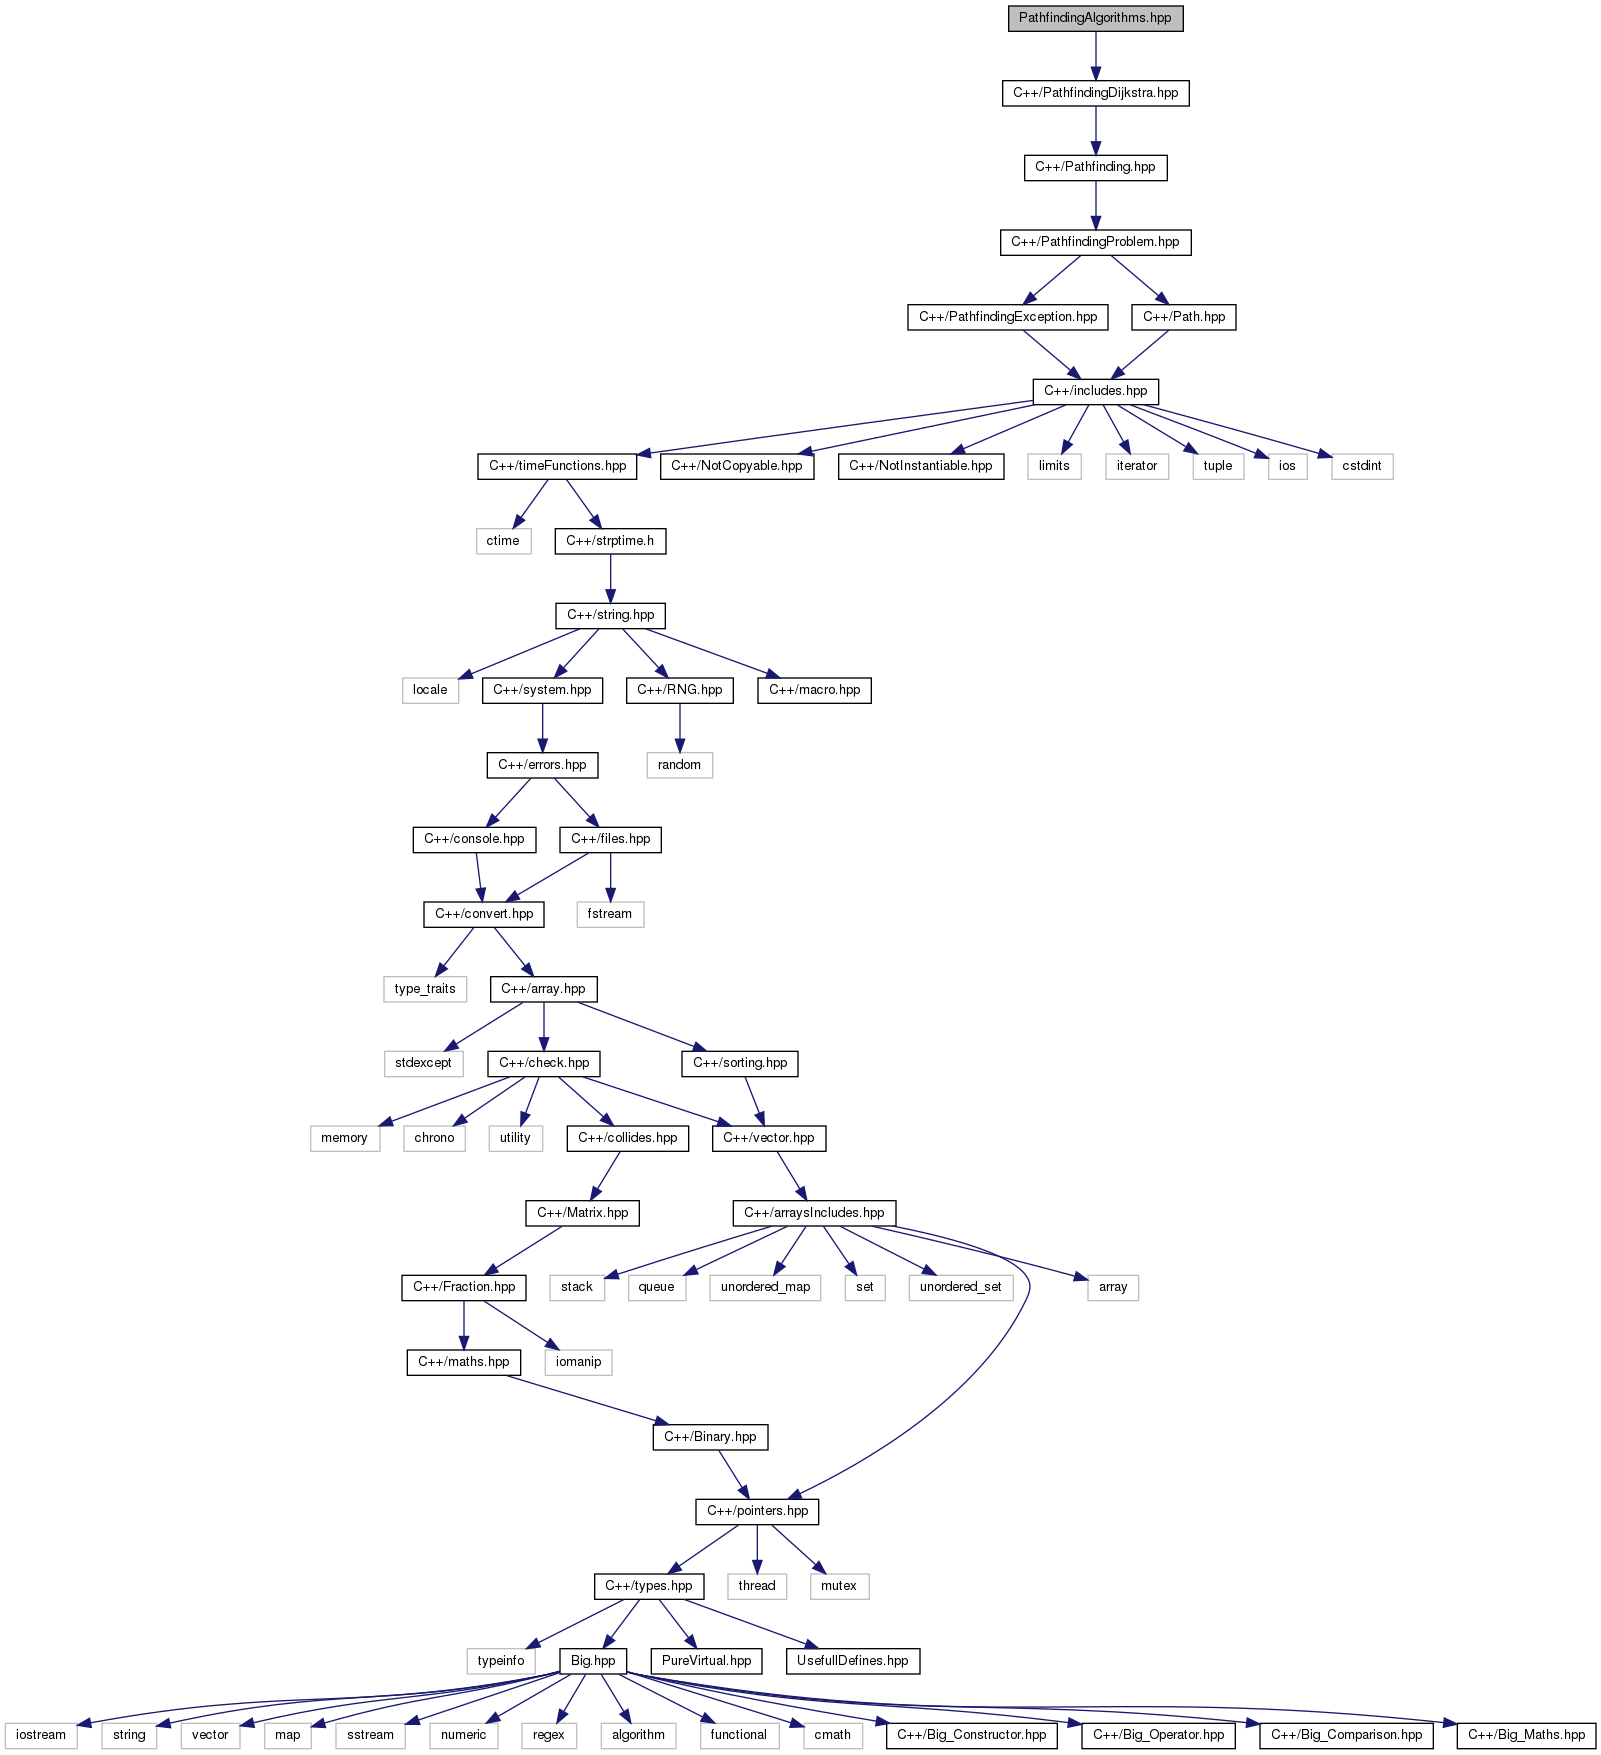 PathfindingAlgorithms.hpp
C++/PathfindingDijkstra.hpp
C++/Pathfinding.hpp
C++/PathfindingProblem.hpp
C++/PathfindingException.hpp
C++/Path.hpp
C++/includes.hpp
C++/timeFunctions.hpp
C++/NotCopyable.hpp
C++/NotInstantiable.hpp
limits
iterator
tuple
ios
cstdint
ctime
C++/strptime.h
C++/string.hpp
locale
C++/system.hpp
C++/RNG.hpp
C++/macro.hpp
C++/errors.hpp
random
C++/console.hpp
C++/files.hpp
C++/convert.hpp
fstream
type_traits
C++/array.hpp
stdexcept
C++/check.hpp
C++/sorting.hpp
memory
chrono
utility
C++/collides.hpp
C++/vector.hpp
C++/Matrix.hpp
C++/arraysIncludes.hpp
C++/Fraction.hpp
stack
queue
unordered_map
set
unordered_set
array
C++/maths.hpp
iomanip
C++/Binary.hpp
C++/pointers.hpp
C++/types.hpp
thread
mutex
typeinfo
Big.hpp
PureVirtual.hpp
UsefullDefines.hpp
iostream
string
vector
map
sstream
numeric
regex
algorithm
functional
cmath
C++/Big_Constructor.hpp
C++/Big_Operator.hpp
C++/Big_Comparison.hpp
C++/Big_Maths.hpp